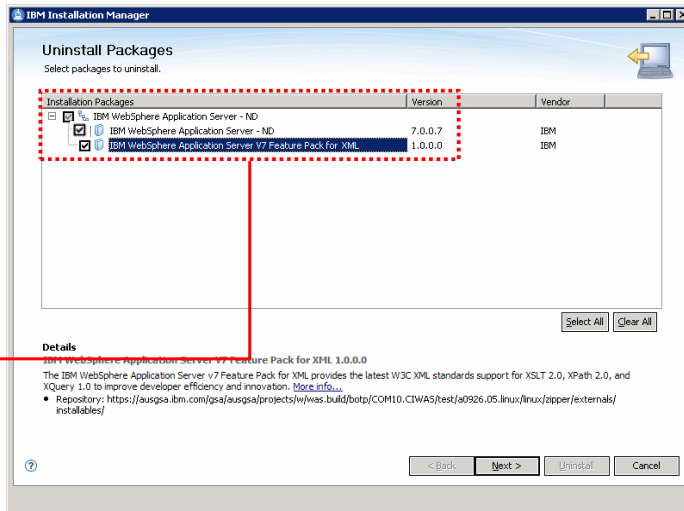 IBM Installation Manager
Uninstall Packages
Select packages to uninstall.
Installation Packages Version Vendor
IBM WebSphere Application Server - ND
IBM WebSphere Application Server - ND 7.0.0.7 IBM
IBM WebSphere Application Server V7 Feature Pack for XML 1.0.0.0 IBM
Select All Clear All
Details
IBM WebSphere Application Server V7 Feature Pack for XML 1.0.0.0
The IBM WebSphere Application Server v7 Feature Pack for XML provides the latest W3C XML standards support for XSLT 2.0, XPath 2.0, and
XQuery 1.0 to improve developer efficiency and innovation. More info...
• Repository: https://ausgsa.ibm.com/gsa/ausgsa/projects/w/was.build/botp/COM10.CIWAS/test/a0926.05.linux/linux/zipper/externals/
installables/
? < Back Next > Uninstall Cancel